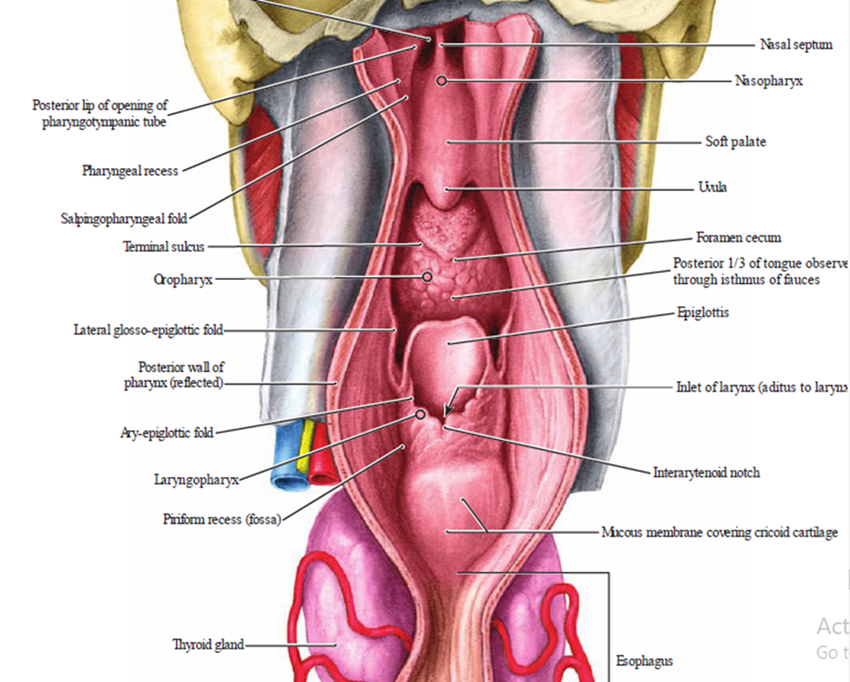 Nasal septum
Nasopharyx
Posterior lip of opening of
pharyngotympanic tube
Soft palate
Pharyngeal recess
Uvula
Salpingopharyngeal fold
Foramen cecum
Terminal sulcus
Posterior 1/3 of tongue observe
through isthmus of fauces
Oropharyx
Epiglottis
Lateral glosso-epiglottic fold
Posterior wall of
pharynx (reflected)
Inlet of larynx (aditus to larynx
Ary-epiglottic fold
Interarytenoid notch
Laryngopharyx
Piriform recess (fossa)
Mucous membrane covering cricoid cartilage
Act
Go t
Thyroid gland
Esophagus